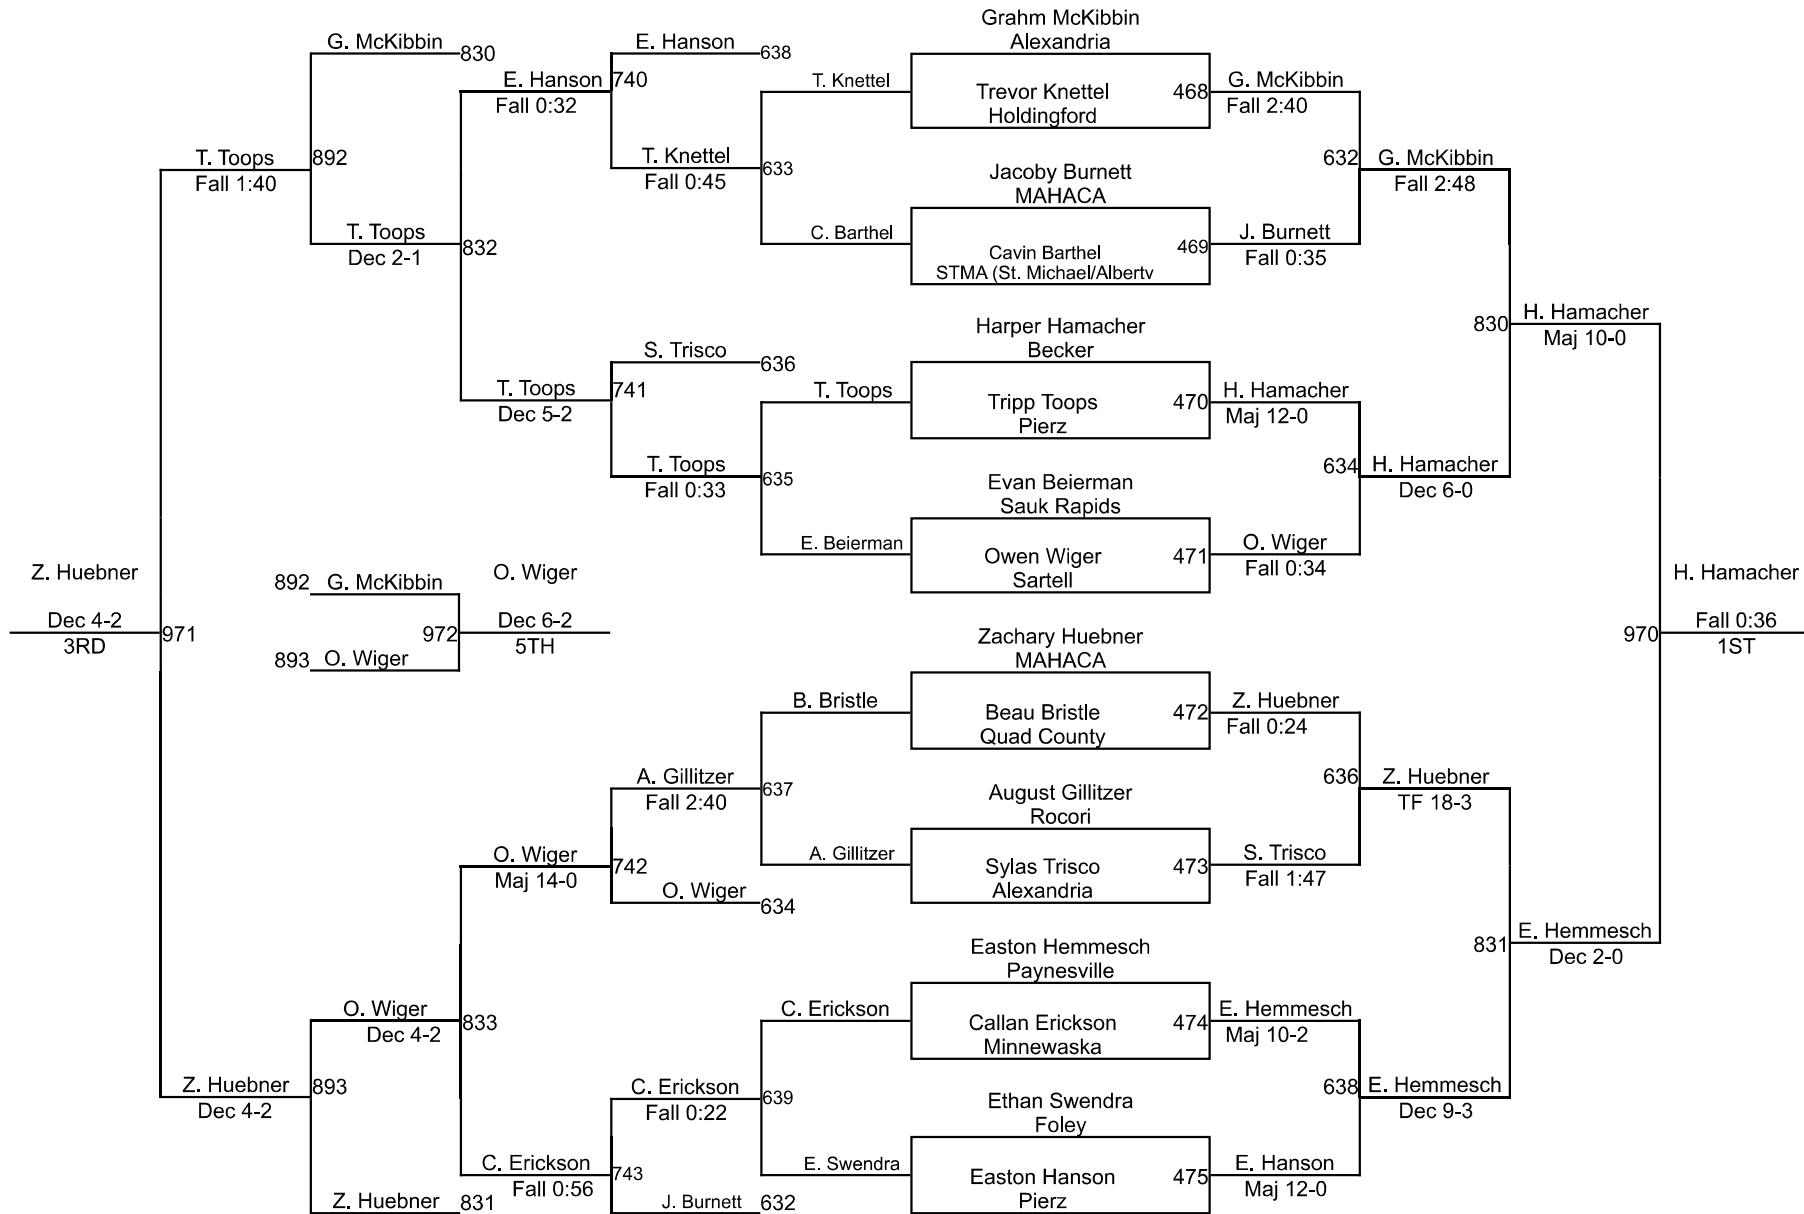 Grahm McKibbin
Alexandria
G. McKibbin
830
E. Hanson
638
E. Hanson
740
Fall 0:32
T. Knettel
Trevor Knettel
468
Holdingford
G. McKibbin
Fall 2:40
T. Toops
892
Fall 1:40
T. Knettel
633
Fall 0:45
Jacoby Burnett
MAHACA
632
G. McKibbin
Fall 2:48
T. Toops
832
Dec 2-1
C. Barthel
Cavin Barthel
469
STMA (St. Michael/Albertv
J. Burnett
Fall 0:35
Harper Hamacher
Becker
830
H. Hamacher
Maj 10-0
S. Trisco
636
T. Toops
741
Dec 5-2
T. Toops
Tripp Toops
470
Pierz
H. Hamacher
Maj 12-0
T. Toops
635
Fall 0:33
Evan Beierman
Sauk Rapids
634
H. Hamacher
Dec 6-0
E. Beierman
Owen Wiger
471
Sartell
O. Wiger
Fall 0:34
Z. Huebner
Dec 4-2
971
3RD
892
G. McKibbin
893
O. Wiger
972
O. Wiger
Dec 6-2
5TH
H. Hamacher
970
Fall 0:36
1ST
Zachary Huebner
MAHACA
B. Bristle
Beau Bristle
472
Quad County
Z. Huebner
Fall 0:24
A. Gillitzer
637
Fall 2:40
August Gillitzer
Rocori
636
Z. Huebner
TF 18-3
O. Wiger
742
Maj 14-0
A. Gillitzer
Sylas Trisco
473
Alexandria
S. Trisco
Fall 1:47
O. Wiger
634
Easton Hemmesch
Paynesville
831
E. Hemmesch
Dec 2-0
O. Wiger
833
Dec 4-2
C. Erickson
Callan Erickson
474
Minnewaska
E. Hemmesch
Maj 10-2
Z. Huebner
893
Dec 4-2
C. Erickson
639
Fall 0:22
Ethan Swendra
Foley
638
E. Hemmesch
Dec 9-3
C. Erickson
743
Fall 0:56
E. Swendra
Easton Hanson
475
Pierz
E. Hanson
Maj 12-0
Z. Huebner
831
J. Burnett
632